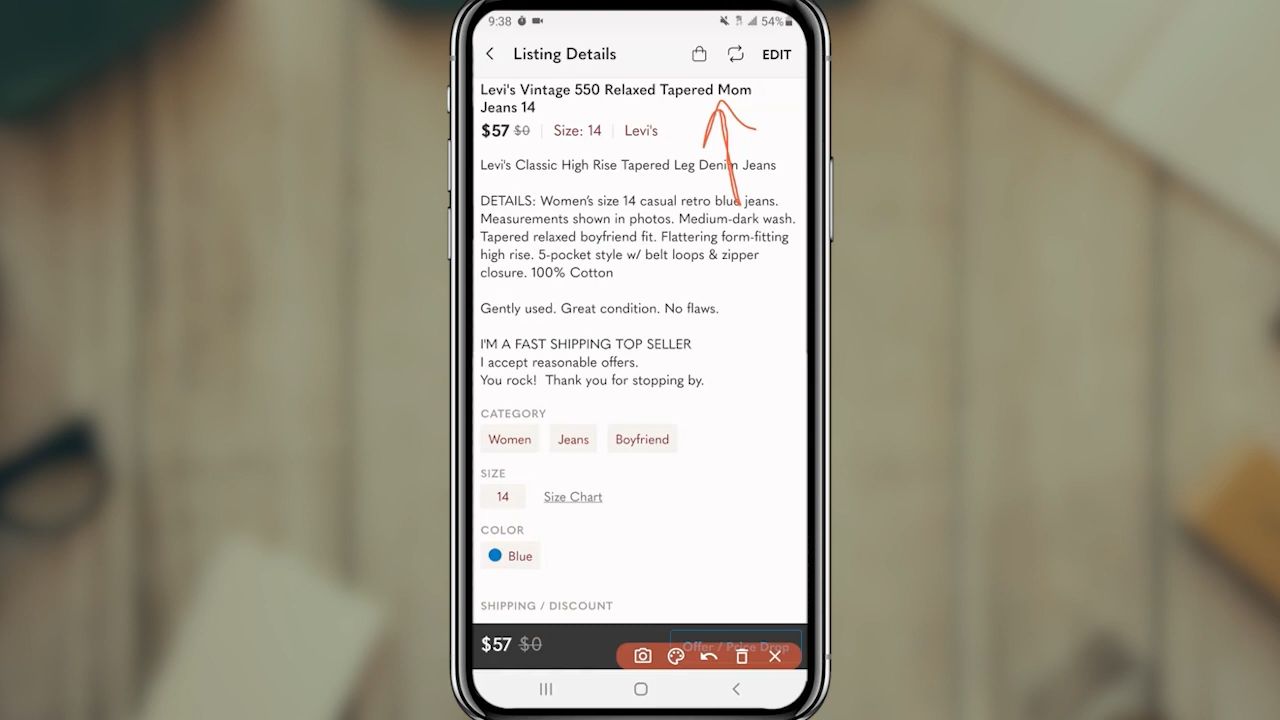 9:38 54%
Listing Details EDIT
Levi's Vintage 550 Relaxed Tapered Mom
Jeans 14
$57 $0 Size: 14 Levi's
Levi's Classic High Rise Tapered Leg Denim Jeans
DETAILS: Women's size 14 casual retro blue jeans.
Measurements shown in photos. Medium-dark wash.
Tapered relaxed boyfriend fit. Flattering form-fitting
high rise. 5-pocket style w/ belt loops & zipper
closure. 100% Cotton
Gently used. Great condition. No flaws.
I'M A FAST SHIPPING TOP SELLER
I accept reasonable offers.
You rock!  Thank you for stopping by.
CATEGORY
Women Jeans Boyfriend
SIZE
14 Size Chart
COLOR
Blue
SHIPPING / DISCOUNT
$57 $0 Offer / Price Drop